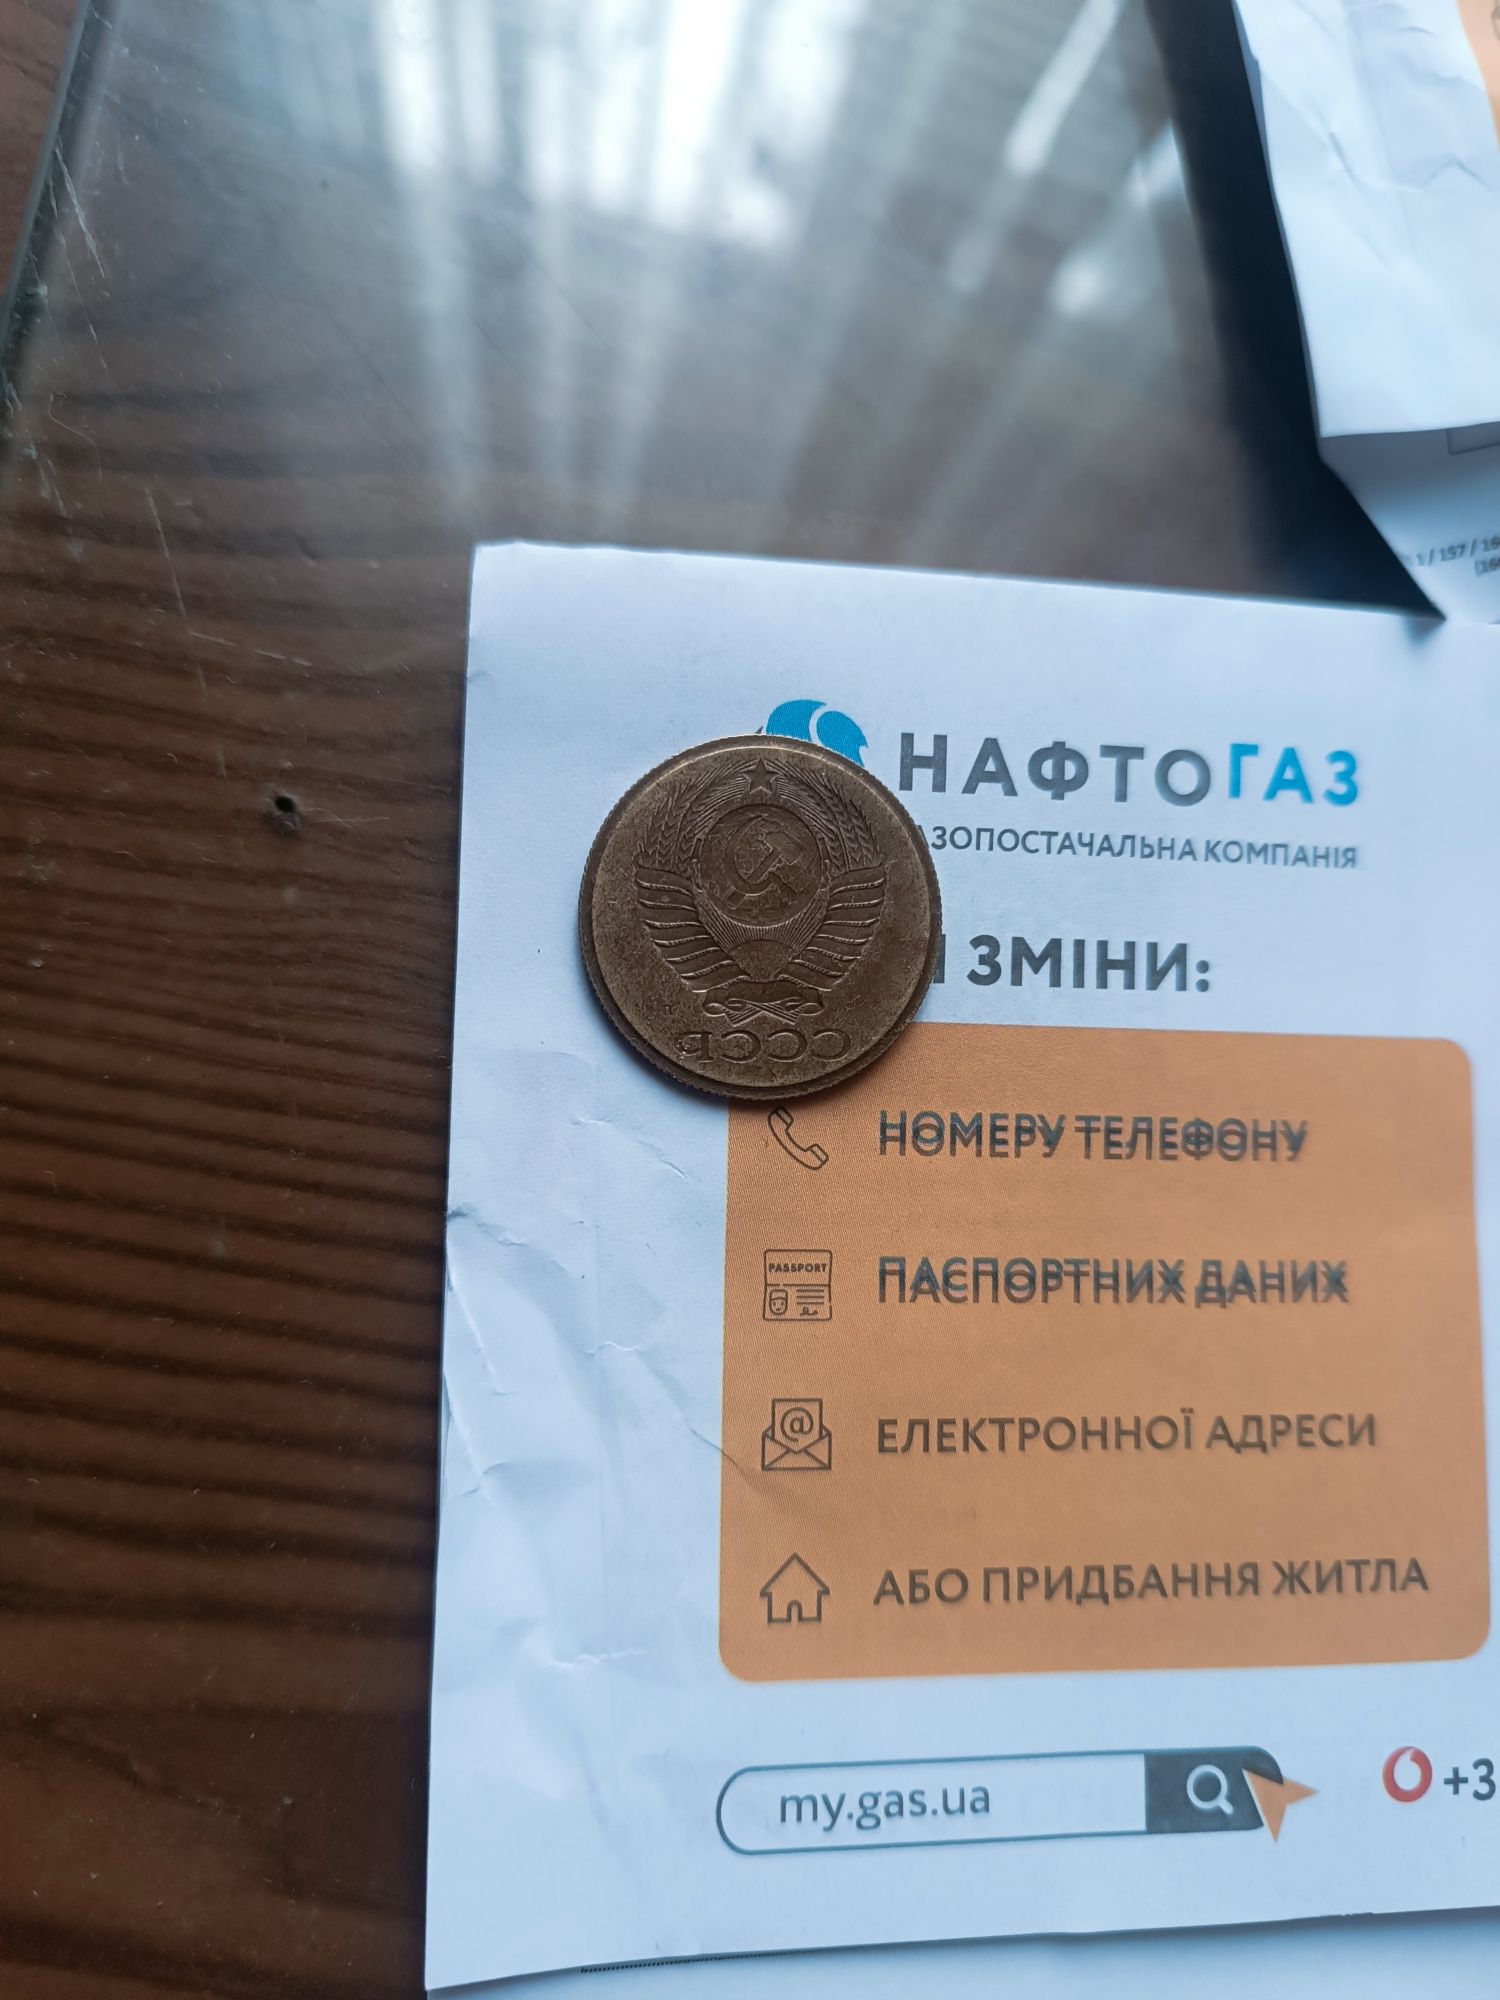 НАФТОГАЗ
АЗОПОСТАЧАЛЬНА КОМПАНІЯ
И ЗМІНИ:
СССР
НОМЕРУ ТЕЛЕФОНУ
PASSPORT
ПАСПОРТНИХ ДАНИХ
@
ЕЛЕКТРОННОЇ АДРЕСИ
АБО ПРИДБАННЯ ЖИТЛА
my.gas.ua
+3